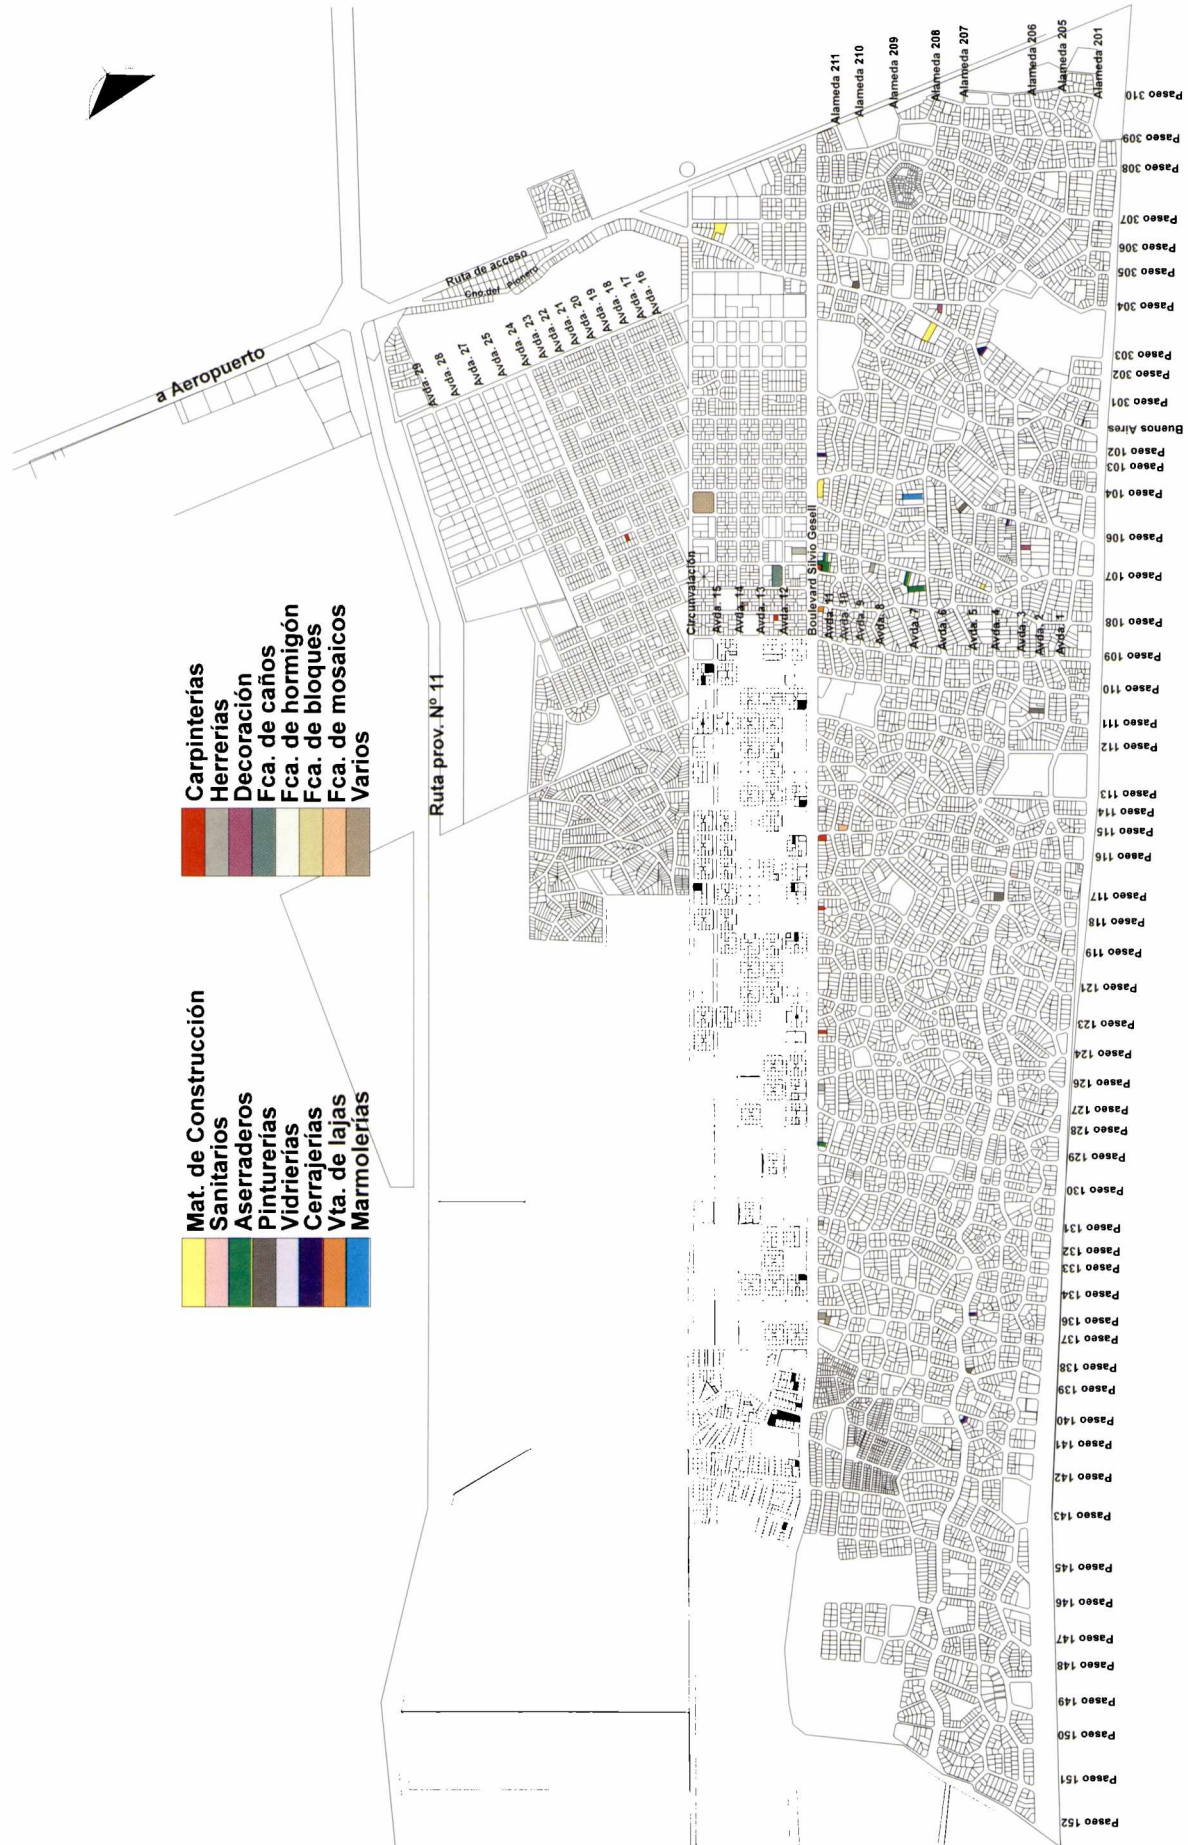 a Aeropuerto
Ruta de acceso
Cno.del Pionero
Ruta prov. Nº 11
Avda. 29
Avda. 28
Avda. 27
Avda. 25
Avda. 24
Avda. 23
Avda. 22
Avda. 21
Avda. 20
Avda. 19
Avda. 18
Avda. 17
Avda. 16
Alameda 211
Alameda 210
Alameda 209
Alameda 208
Alameda 207
Alameda 206
Alameda 205
Alameda 201
Circunvalación
Avda. 15
Avda. 14
Avda. 13
Avda. 12
Boulevard Silvio Gesell
Avda. 11
Avda. 10
Avda. 9
Avda. 8
Avda. 7
Avda. 6
Avda. 5
Avda. 4
Avda. 3
Avda. 2
Avda. 1
Mat. de Construcción
Sanitarios
Aserraderos
Pinturerías
Vidrierías
Cerrajerías
Vta. de lajas
Marmolerías
Carpinterías
Herrerías
Decoración
Fca. de caños
Fca. de hormigón
Fca. de bloques
Fca. de mosaicos
Varios
Paseo 310
Paseo 309
Paseo 308
Paseo 307
Paseo 306
Paseo 305
Paseo 304
Paseo 303
Paseo 302
Paseo 301
Buenos Aires
Paseo 102
Paseo 103
Paseo 104
Paseo 106
Paseo 107
Paseo 108
Paseo 109
Paseo 110
Paseo 111
Paseo 112
Paseo 113
Paseo 114
Paseo 115
Paseo 116
Paseo 117
Paseo 118
Paseo 119
Paseo 121
Paseo 123
Paseo 124
Paseo 126
Paseo 127
Paseo 128
Paseo 129
Paseo 130
Paseo 131
Paseo 132
Paseo 133
Paseo 134
Paseo 136
Paseo 137
Paseo 138
Paseo 139
Paseo 140
Paseo 141
Paseo 142
Paseo 143
Paseo 145
Paseo 146
Paseo 147
Paseo 148
Paseo 149
Paseo 150
Paseo 151
Paseo 152